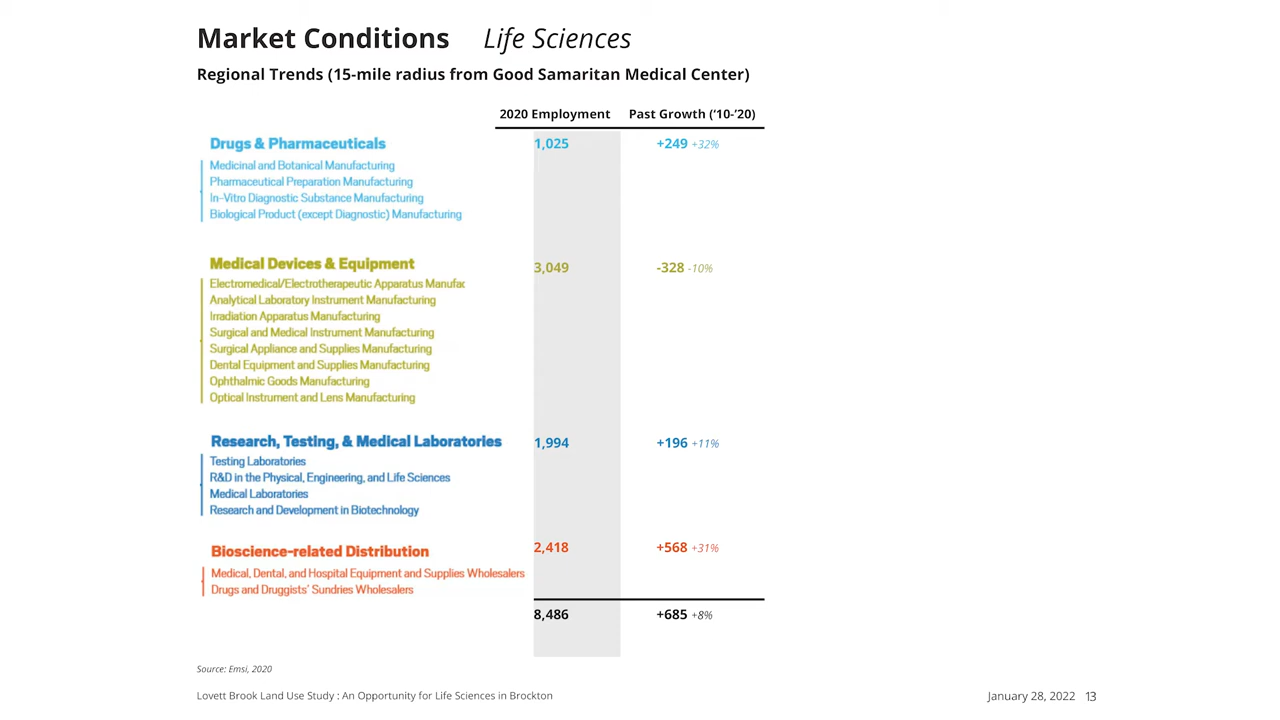 Market Conditions Life Sciences
Regional Trends (15-mile radius from Good Samaritan Medical Center)
2020 Employment Past Growth (‘10-’20)
Drugs & Pharmaceuticals 1,025 +249 +32%
Medicinal and Botanical Manufacturing
Pharmaceutical Preparation Manufacturing
In-Vitro Diagnostic Substance Manufacturing
Biological Product (except Diagnostic) Manufacturing
Medical Devices & Equipment 3,049 -328 -10%
Electromedical/Electrotherapeutic Apparatus Manufac
Analytical Laboratory Instrument Manufacturing
Irradiation Apparatus Manufacturing
Surgical and Medical Instrument Manufacturing
Surgical Appliance and Supplies Manufacturing
Dental Equipment and Supplies Manufacturing
Ophthalmic Goods Manufacturing
Optical Instrument and Lens Manufacturing
Research, Testing, & Medical Laboratories 1,994 +196 +11%
Testing Laboratories
R&D in the Physical, Engineering, and Life Sciences
Medical Laboratories
Research and Development in Biotechnology
Bioscience-related Distribution 2,418 +568 +31%
Medical, Dental, and Hospital Equipment and Supplies Wholesalers
Drugs and Druggists’ Sundries Wholesalers
8,486 +685 +8%
Source: Emsi, 2020
Lovett Brook Land Use Study : An Opportunity for Life Sciences in Brockton January 28, 2022 13